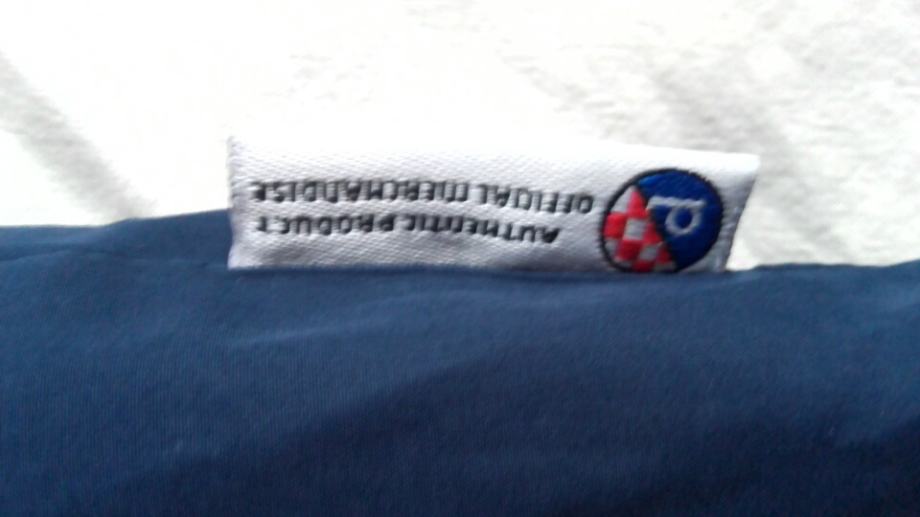 AUTHENTIC PRODUCT
OFFICIAL MERCHANDISE